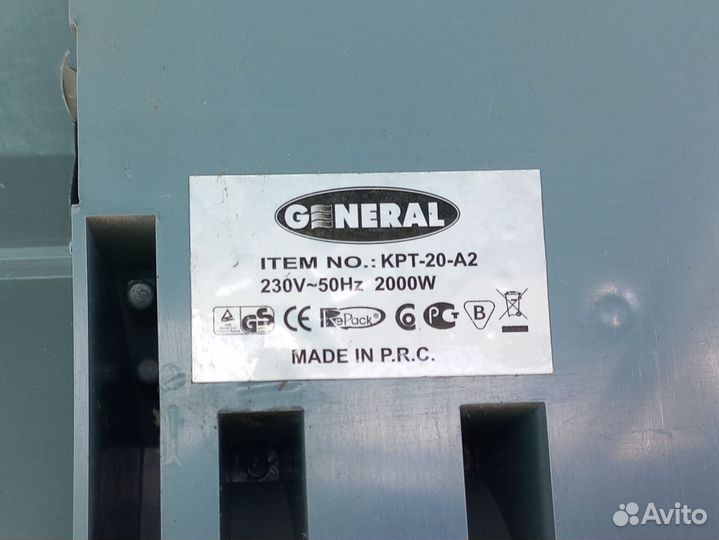 GENERAL
ITEM NO.: KPT-20-A2
230V~50Hz 2000W
GS CE RePack® PCT B
MADE IN P.R.C.
Avito